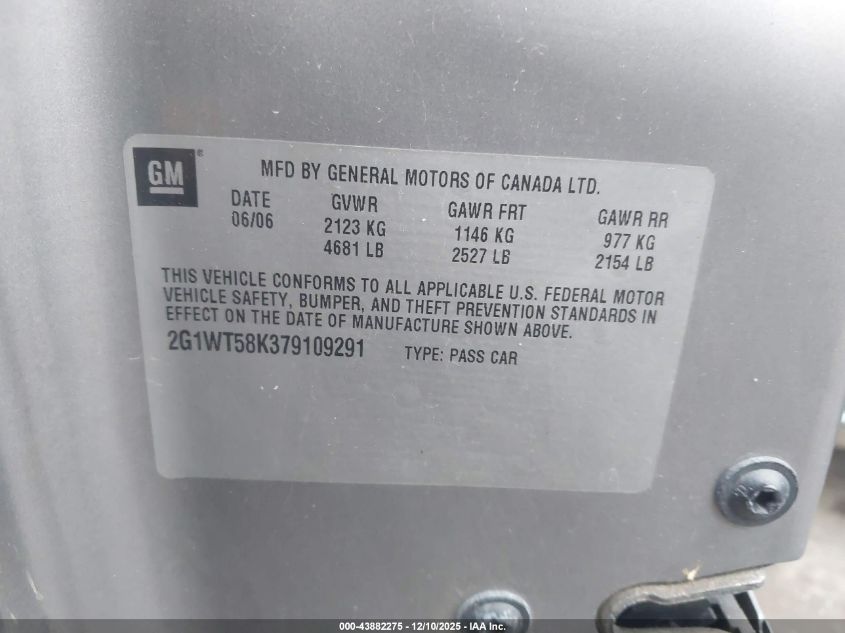 GM®
MFD BY GENERAL MOTORS OF CANADA LTD.
DATE GVWR GAWR FRT GAWR RR
06/06 2123 KG 1146 KG 977 KG
4681 LB 2527 LB 2154 LB
THIS VEHICLE CONFORMS TO ALL APPLICABLE U.S. FEDERAL MOTOR
VEHICLE SAFETY, BUMPER, AND THEFT PREVENTION STANDARDS IN
EFFECT ON THE DATE OF MANUFACTURE SHOWN ABOVE.
2G1WT58K379109291 TYPE: PASS CAR
000-43882275 - 12/10/2025 - IAA Inc.